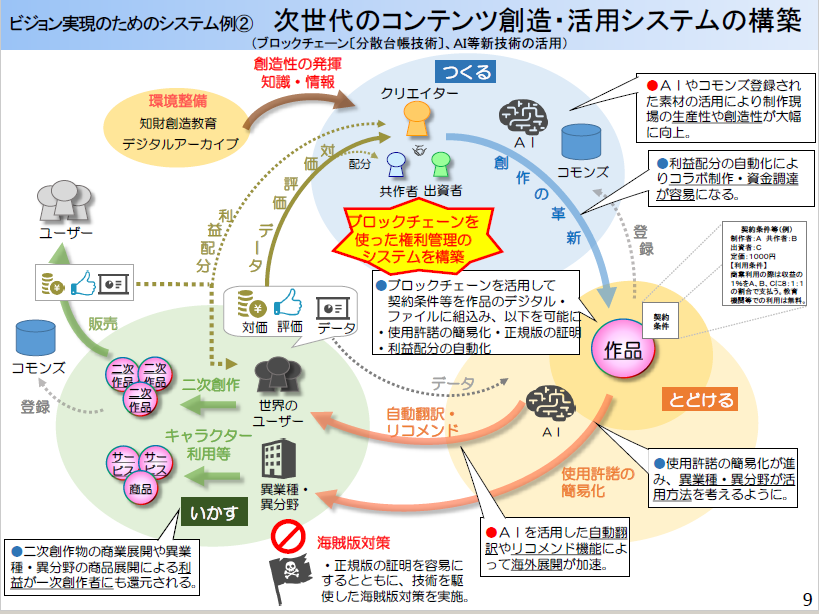 ビジョン実現のためのシステム例②　次世代のコンテンツ創造・活用システムの構築
(ブロックチェーン〔分散台帳技術〕、AI等新技術の活用)
創造性の発揮
知識・情報
環境整備
知財創造教育
デジタルアーカイブ
つくる
クリエイター
ＡＩ
コモンズ
配分
共作者
出資者
創作の革新
●ＡＩやコモンズ登録され
た素材の活用により制作現
場の生産性や創造性が大幅
に向上。
●利益配分の自動化によ
りコラボ制作・資金調達
が容易になる。
対価
評価
データ
利益配分
ブロックチェーンを
使った権利管理の
システムを構築
登録
契約条件等(例)
制作者：A 共作者：B
出資者：C
定価：1000円
【利用条件】
商業利用の際は収益の
1%をA、B、Cに8：1：1
の割合で支払う。教育
機関等での利用は無料。
●ブロックチェーンを活用して
契約条件等を作品のデジタル・
ファイルに組込み、以下を可能に
・使用許諾の簡易化・正規版の証明
・利益配分の自動化
契約
条件
作品
とどける
ユーザー
販売
コモンズ
登録
対価 評価 データ
二次
作品
二次
作品
二次
作品
二次創作
世界の
ユーザー
データ
自動翻訳・
リコメンド
ＡＩ
キャラクター
利用等
サー
ビス
サー
ビス
商品
異業種・
異分野
いかす
使用許諾の
簡易化
●使用許諾の簡易化が進
み、異業種・異分野が活
用方法を考えるように。
●ＡＩを活用した自動翻
訳やリコメンド機能によ
って海外展開が加速。
●二次創作物の商業展開や異業
種・異分野の商品展開による利
益が一次創作者にも還元される。
海賊版対策
・正規版の証明を容易に
するとともに、技術を駆
使した海賊版対策を実施。
9